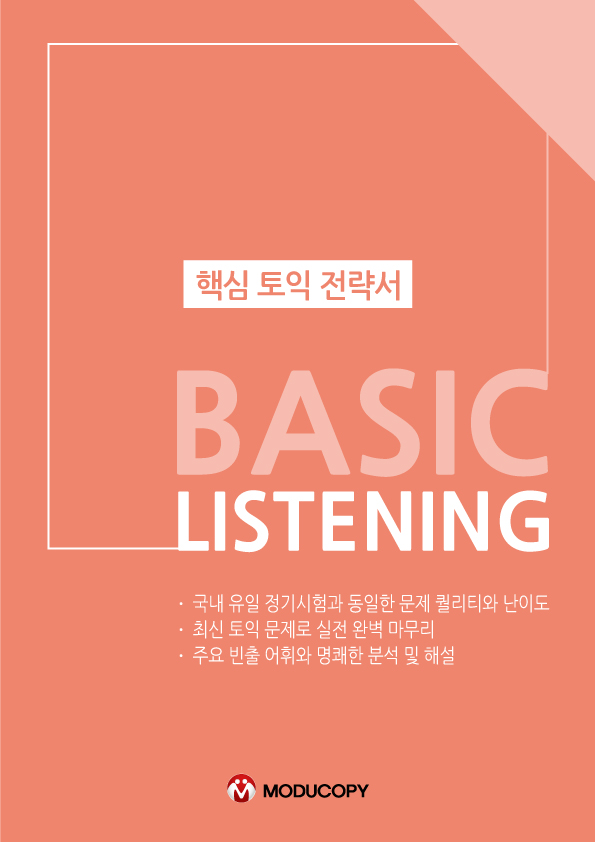 핵심 토익 전략서
BASIC
LISTENING
· 국내 유일 정기시험과 동일한 문제 퀄리티와 난이도
· 최신 토익 문제로 실전 완벽 마무리
· 주요 빈출 어휘와 명쾌한 분석 및 해설
MODUCOPY